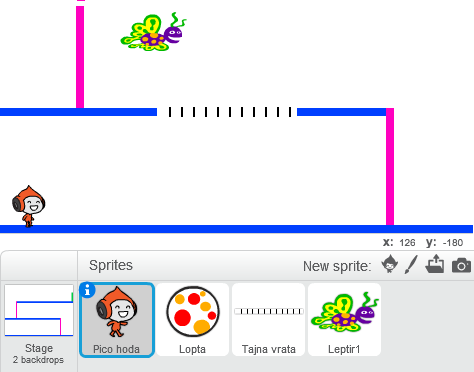 x: 126 y: -180
Sprites
New sprite:
Stage
2 backdrops
Pico hoda
Lopta
Tajna vrata
Leptir1